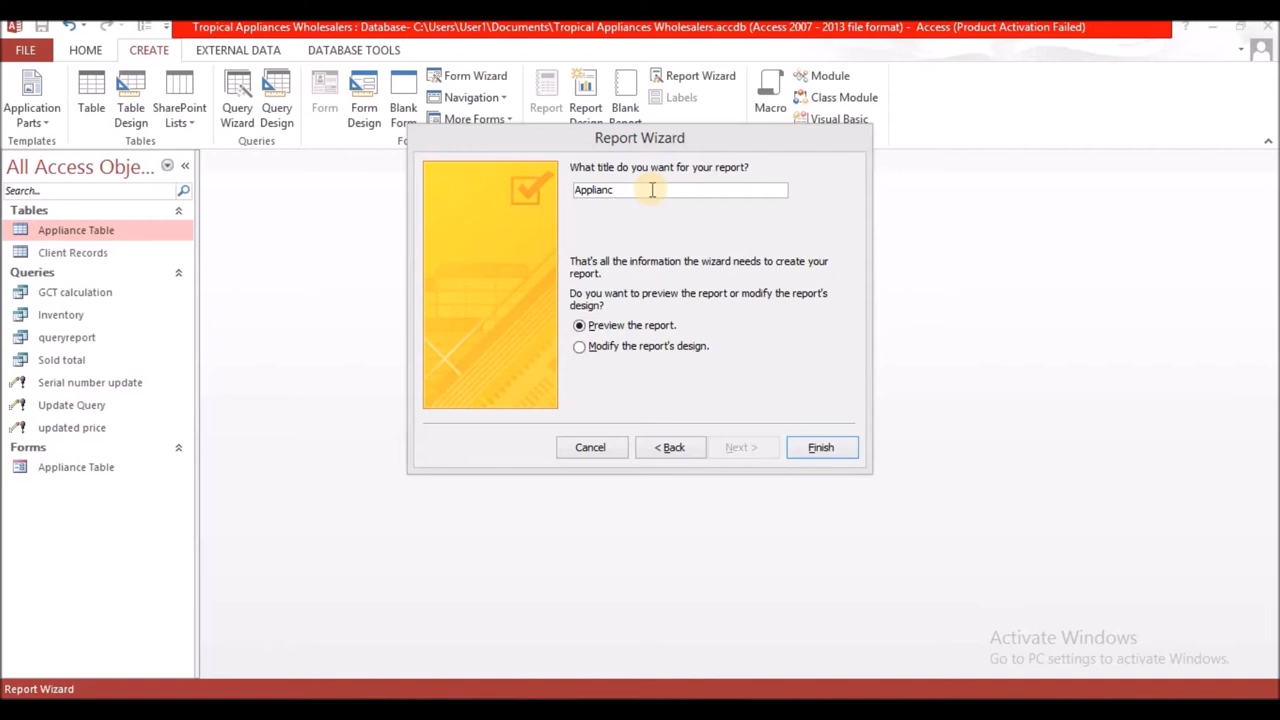 Tropical Appliances Wholesalers : Database- C:\Users\User1\Documents\Tropical Appliances Wholesalers.accdb (Access 2007 - 2013 file format) - Access (Product Activation Failed)
FILE HOME CREATE EXTERNAL DATA DATABASE TOOLS
Application Parts
Table
Table Design
SharePoint Lists
Query Wizard
Query Design
Form
Form Design
Blank Form
Form Wizard
Navigation
More Forms
Report
Report Design
Blank Report
Report Wizard
Labels
Macro
Module
Class Module
Visual Basic
Templates Tables Queries
All Access Obje...
Search...
Tables
Appliance Table
Client Records
Queries
GCT calculation
Inventory
queryreport
Sold total
Serial number update
Update Query
updated price
Forms
Appliance Table
Report Wizard
What title do you want for your report?
Applianc
That's all the information the wizard needs to create your
report.
Do you want to preview the report or modify the report's
design?
Preview the report.
Modify the report's design.
Cancel < Back Next > Finish
Activate Windows
Go to PC settings to activate Windows.
Report Wizard